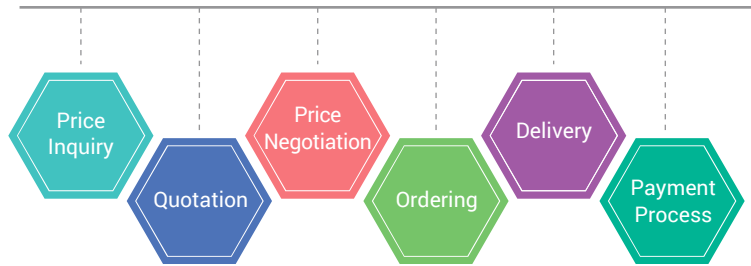 Price
Inquiry
Quotation
Price
Negotiation
Ordering
Delivery
Payment
Process